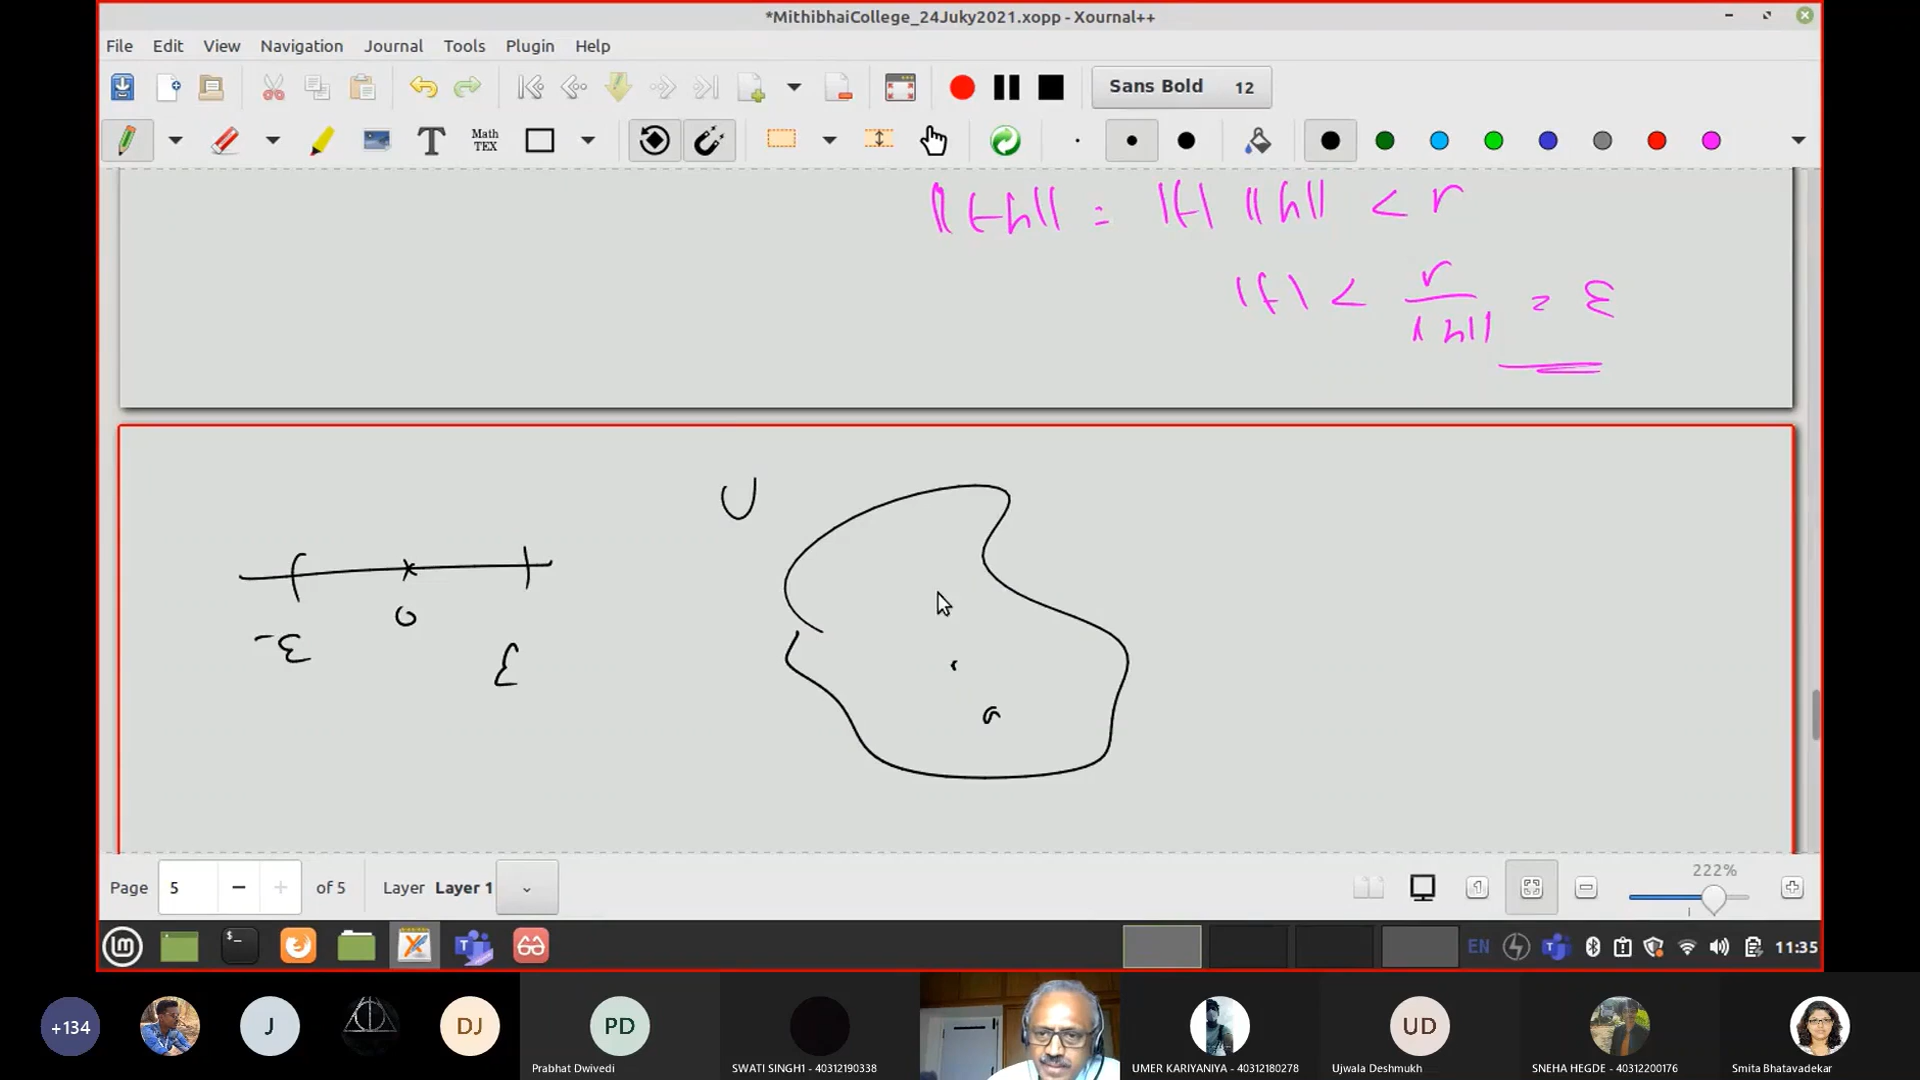 *MithibhaiCollege_24Juky2021.xopp - Xournal++
File Edit View Navigation Journal Tools Plugin Help
Sans Bold 12
T Math TEX
||th|| = |t| ||h|| < r
|t| < r/||h|| = ε
U
0
-ε
ε
a
Page 5 of 5 Layer Layer 1
222%
EN 11:35
+134 J DJ PD UD
Prabhat Dwivedi SWATI SINGH1 - 40312190338 UMER KARIYANIYA - 40312180278 Ujwala Deshmukh SNEHA HEGDE - 40312200176 Smita Bhatavadekar